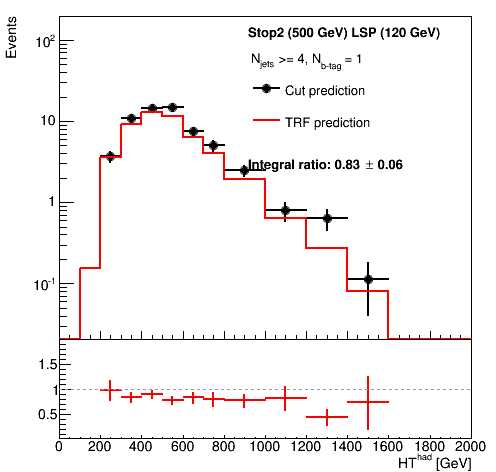 Events
Stop2 (500 GeV) LSP (120 GeV)
N_jets >= 4, N_b-tag = 1
Cut prediction
TRF prediction
Integral ratio: 0.83 ± 0.06
10²
10
1
10⁻¹
1.5
1
0.5
0 200 400 600 800 1000 1200 1400 1600 1800 2000
HT^had [GeV]